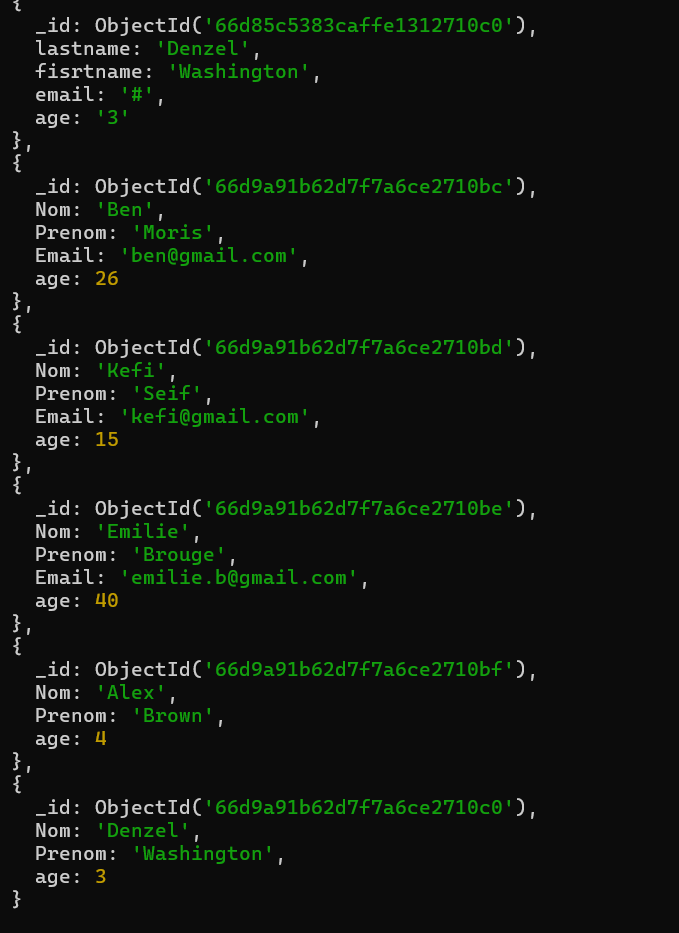 {
_id: ObjectId('66d85c5383caffe1312710c0'),
lastname: 'Denzel',
fisrtname: 'Washington',
email: '#',
age: '3'
},
{
_id: ObjectId('66d9a91b62d7f7a6ce2710bc'),
Nom: 'Ben',
Prenom: 'Moris',
Email: 'ben@gmail.com',
age: 26
},
{
_id: ObjectId('66d9a91b62d7f7a6ce2710bd'),
Nom: 'Kefi',
Prenom: 'Seif',
Email: 'kefi@gmail.com',
age: 15
},
{
_id: ObjectId('66d9a91b62d7f7a6ce2710be'),
Nom: 'Emilie',
Prenom: 'Brouge',
Email: 'emilie.b@gmail.com',
age: 40
},
{
_id: ObjectId('66d9a91b62d7f7a6ce2710bf'),
Nom: 'Alex',
Prenom: 'Brown',
age: 4
},
{
_id: ObjectId('66d9a91b62d7f7a6ce2710c0'),
Nom: 'Denzel',
Prenom: 'Washington',
age: 3
}